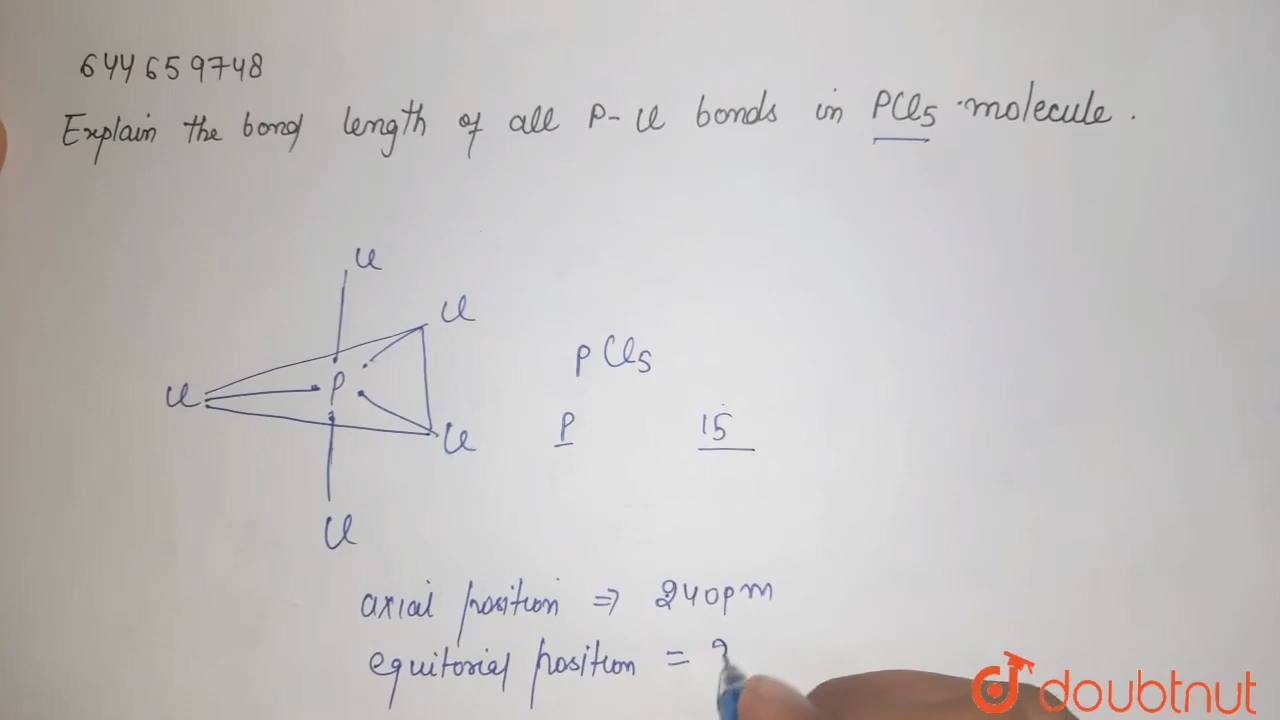 644659748
Explain the bond length of all P-Cl bonds in PCl5 molecule.
Cl
Cl
Cl P
Cl
Cl
PCl5
P 15
axial position ⇒ 240pm
equitorial position = 2
doubtnut